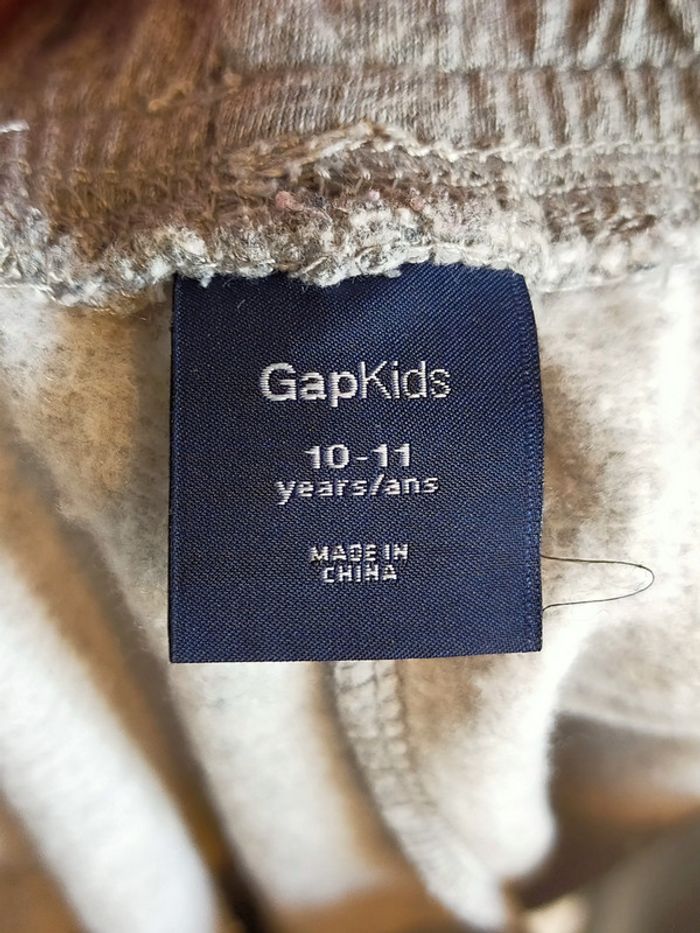 GapKids
10-11
years/ans
MADE IN
CHINA